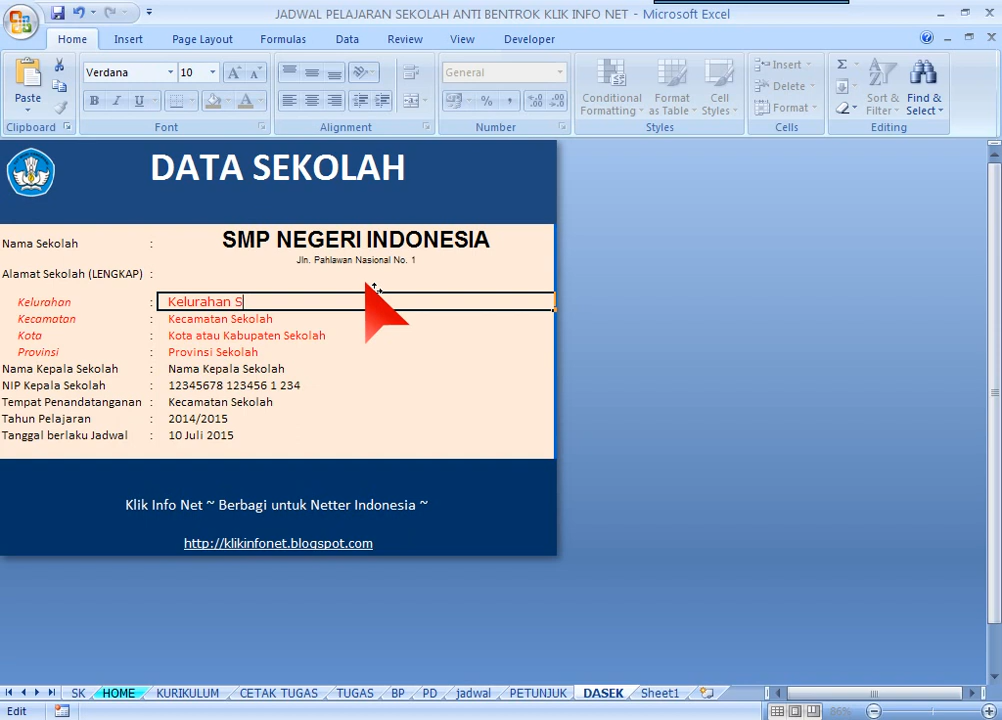 JADWAL PELAJARAN SEKOLAH ANTI BENTROK KLIK INFO NET - Microsoft Excel
Home Insert Page Layout Formulas Data Review View Developer
Paste
Verdana 10
B I U A
General
% ,
Conditional Formatting
Format as Table
Cell Styles
Insert
Delete
Format
Sort & Filter
Find & Select
Clipboard Font Alignment Number Styles Cells Editing
DATA SEKOLAH
Nama Sekolah : SMP NEGERI INDONESIA
Jln. Pahlawan Nasional No. 1
Alamat Sekolah (LENGKAP) :
Kelurahan : Kelurahan S
Kecamatan : Kecamatan Sekolah
Kota : Kota atau Kabupaten Sekolah
Provinsi : Provinsi Sekolah
Nama Kepala Sekolah : Nama Kepala Sekolah
NIP Kepala Sekolah : 12345678 123456 1 234
Tempat Penandatanganan : Kecamatan Sekolah
Tahun Pelajaran : 2014/2015
Tanggal berlaku Jadwal : 10 Juli 2015
Klik Info Net ~ Berbagi untuk Netter Indonesia ~
http://klikinfonet.blogspot.com
SK HOME KURIKULUM CETAK TUGAS TUGAS BP PD jadwal PETUNJUK DASEK Sheet1
Edit 86%